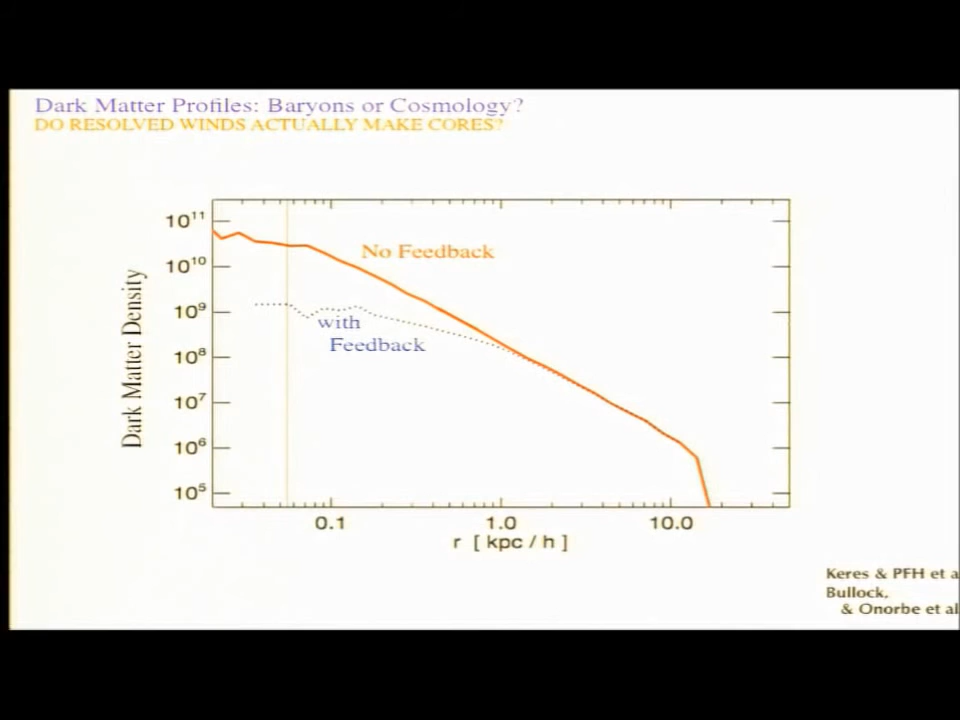 Dark Matter Profiles: Baryons or Cosmology?
DO RESOLVED WINDS ACTUALLY MAKE CORES?
10¹¹
10¹⁰
10⁹
10⁸
10⁷
10⁶
10⁵
Dark Matter Density
No Feedback
with
Feedback
0.1
1.0
10.0
r [ kpc / h ]
Keres & PFH et a
Bullock,
& Onorbe et al